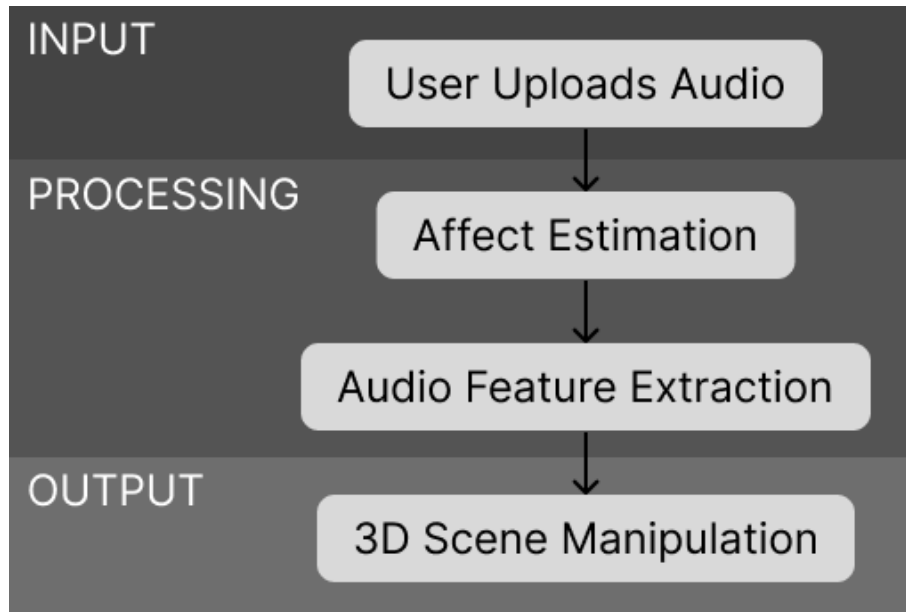 INPUT
User Uploads Audio
PROCESSING
Affect Estimation
Audio Feature Extraction
OUTPUT
3D Scene Manipulation